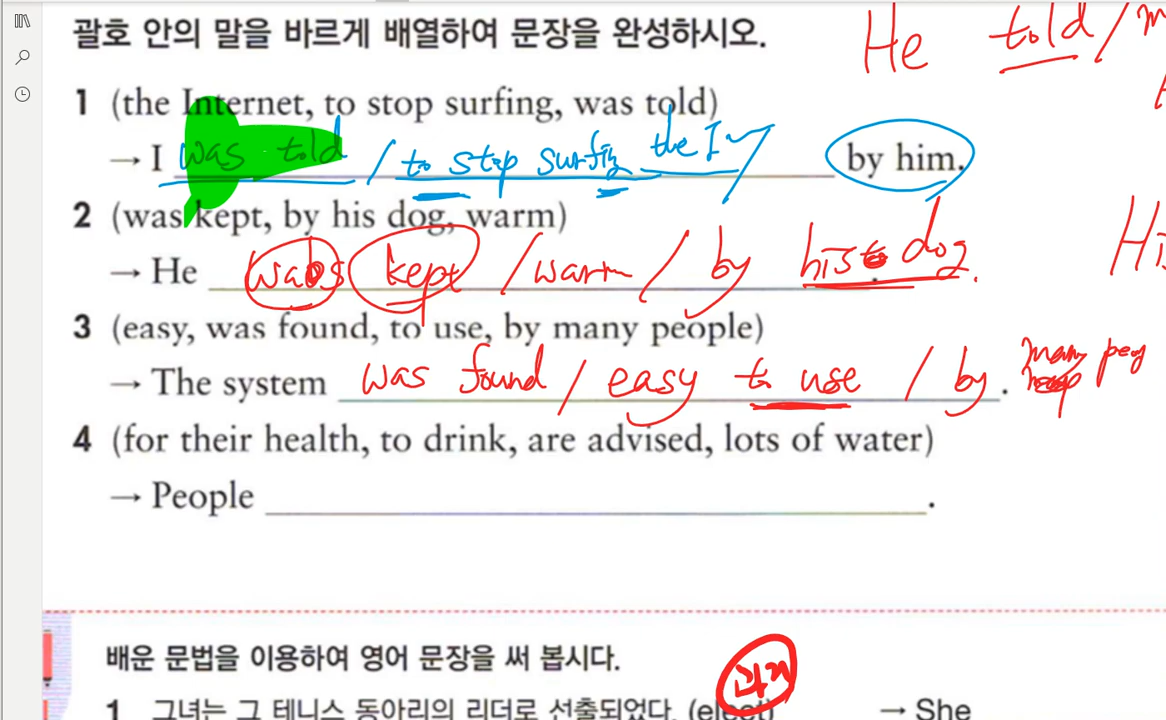 괄호 안의 말을 바르게 배열하여 문장을 완성하시오.
He told /
1 (the Internet, to stop surfing, was told)
→ I was told / to stop surfing the I by him.
2 (was kept, by his dog, warm)
→ He was kept / warm / by his dog.
3 (easy, was found, to use, by many people)
→ The system was found / easy to use / by . many peo
4 (for their health, to drink, are advised, lots of water)
→ People .
배운 문법을 이용하여 영어 문장을 써 봅시다.
과거
1 그녀는 그 테니스 동아리의 리더로 선출되었다. (elect) → She